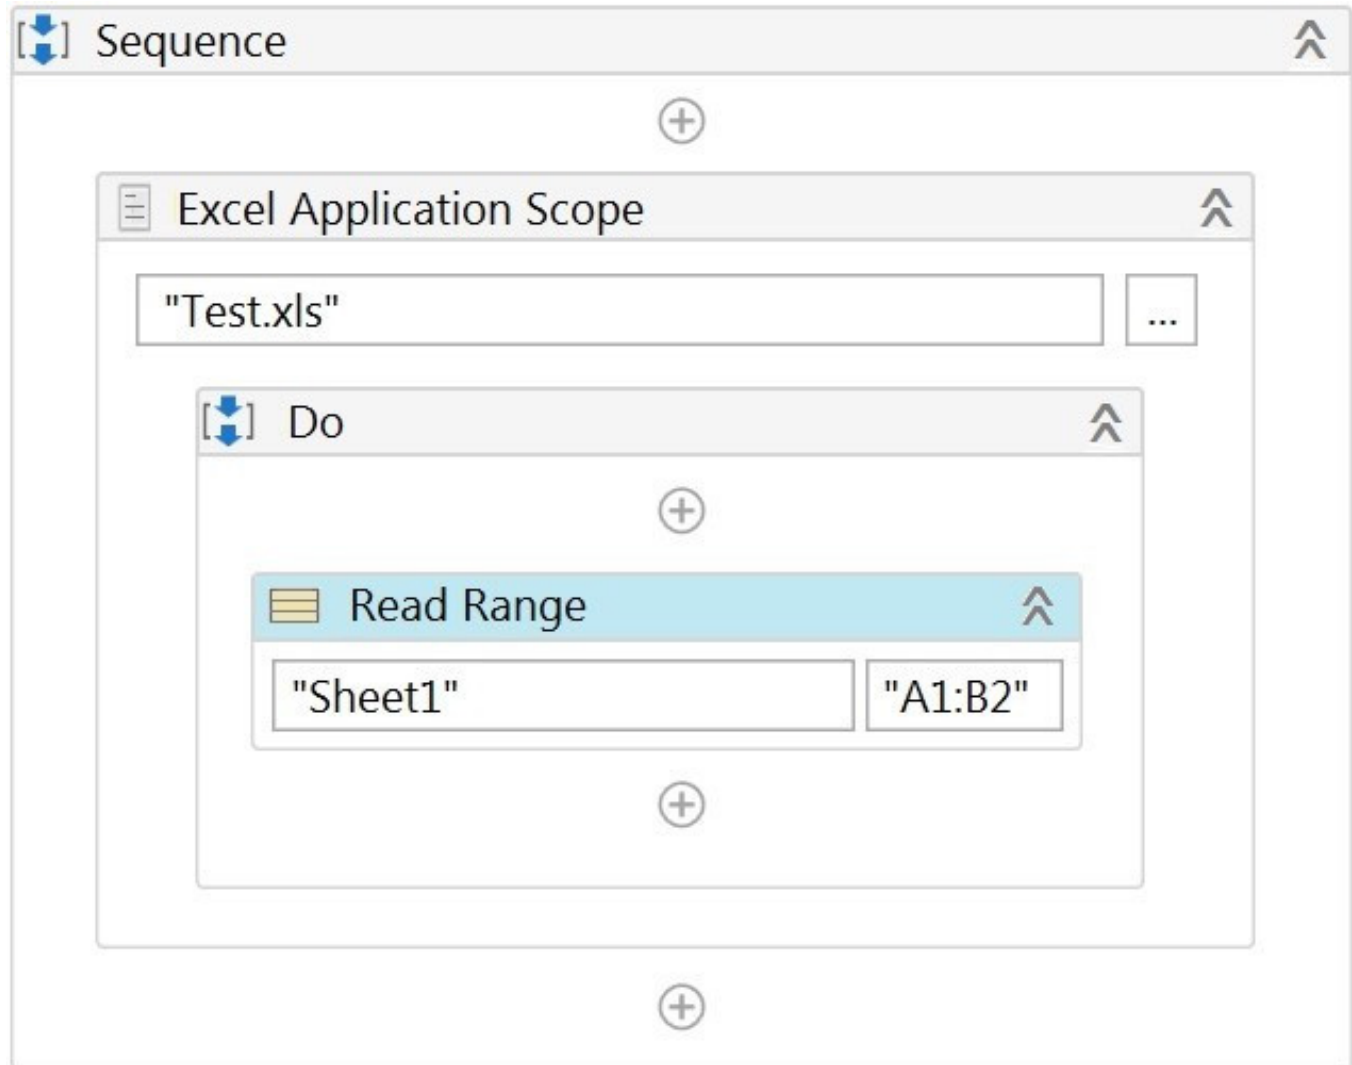 Sequence
Excel Application Scope
"Test.xls" ...
Do
Read Range
"Sheet1" "A1:B2"